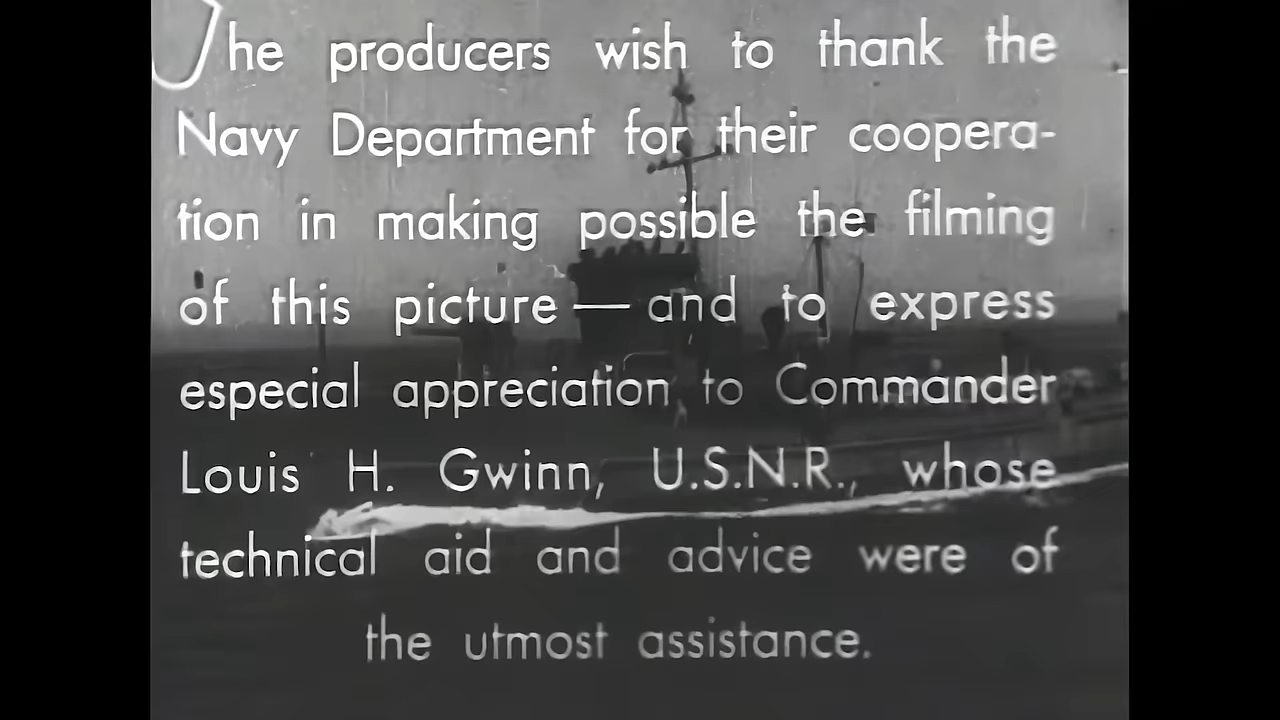 The producers wish to thank the
Navy Department for their coopera-
tion in making possible the filming
of this picture — and to express
especial appreciation to Commander
Louis H. Gwinn, U.S.N.R., whose
technical aid and advice were of
the utmost assistance.